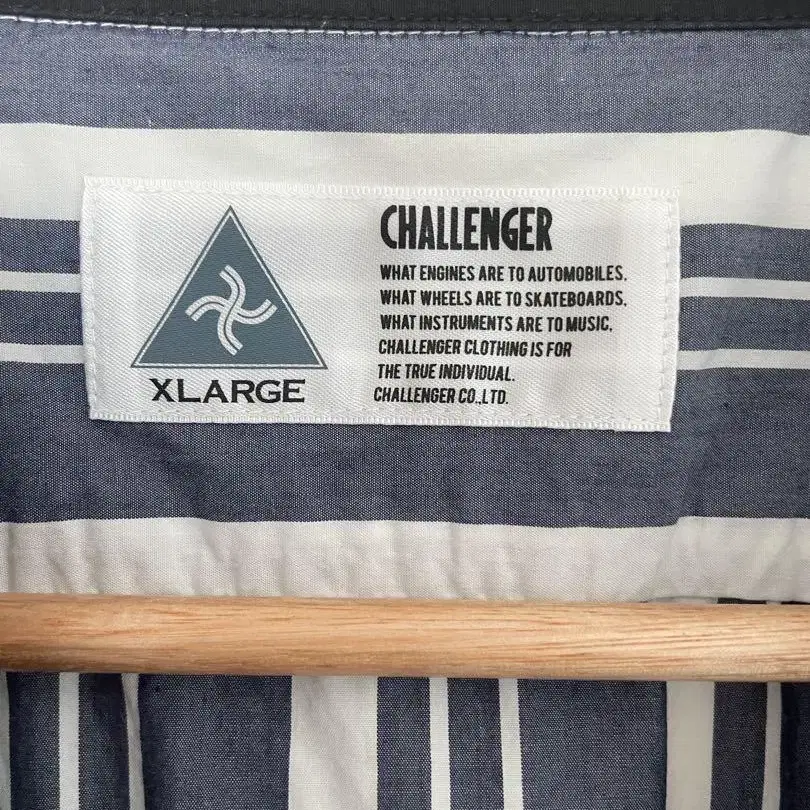 XLARGE
CHALLENGER
WHAT ENGINES ARE TO AUTOMOBILES.
WHAT WHEELS ARE TO SKATEBOARDS.
WHAT INSTRUMENTS ARE TO MUSIC.
CHALLENGER CLOTHING IS FOR
THE TRUE INDIVIDUAL.
CHALLENGER CO.,LTD.